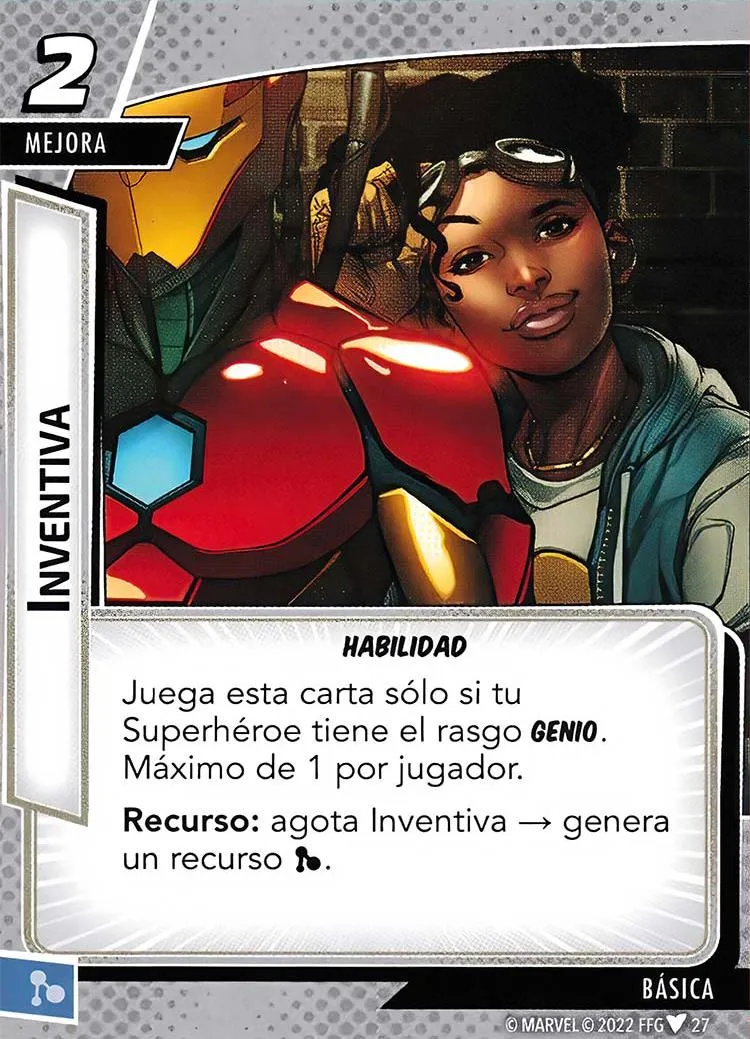 2
MEJORA
INVENTIVA
HABILIDAD
Juega esta carta sólo si tu
Superhéroe tiene el rasgo GENIO.
Máximo de 1 por jugador.
Recurso: agota Inventiva → genera
un recurso .
BÁSICA
© MARVEL © 2022 FFG 27